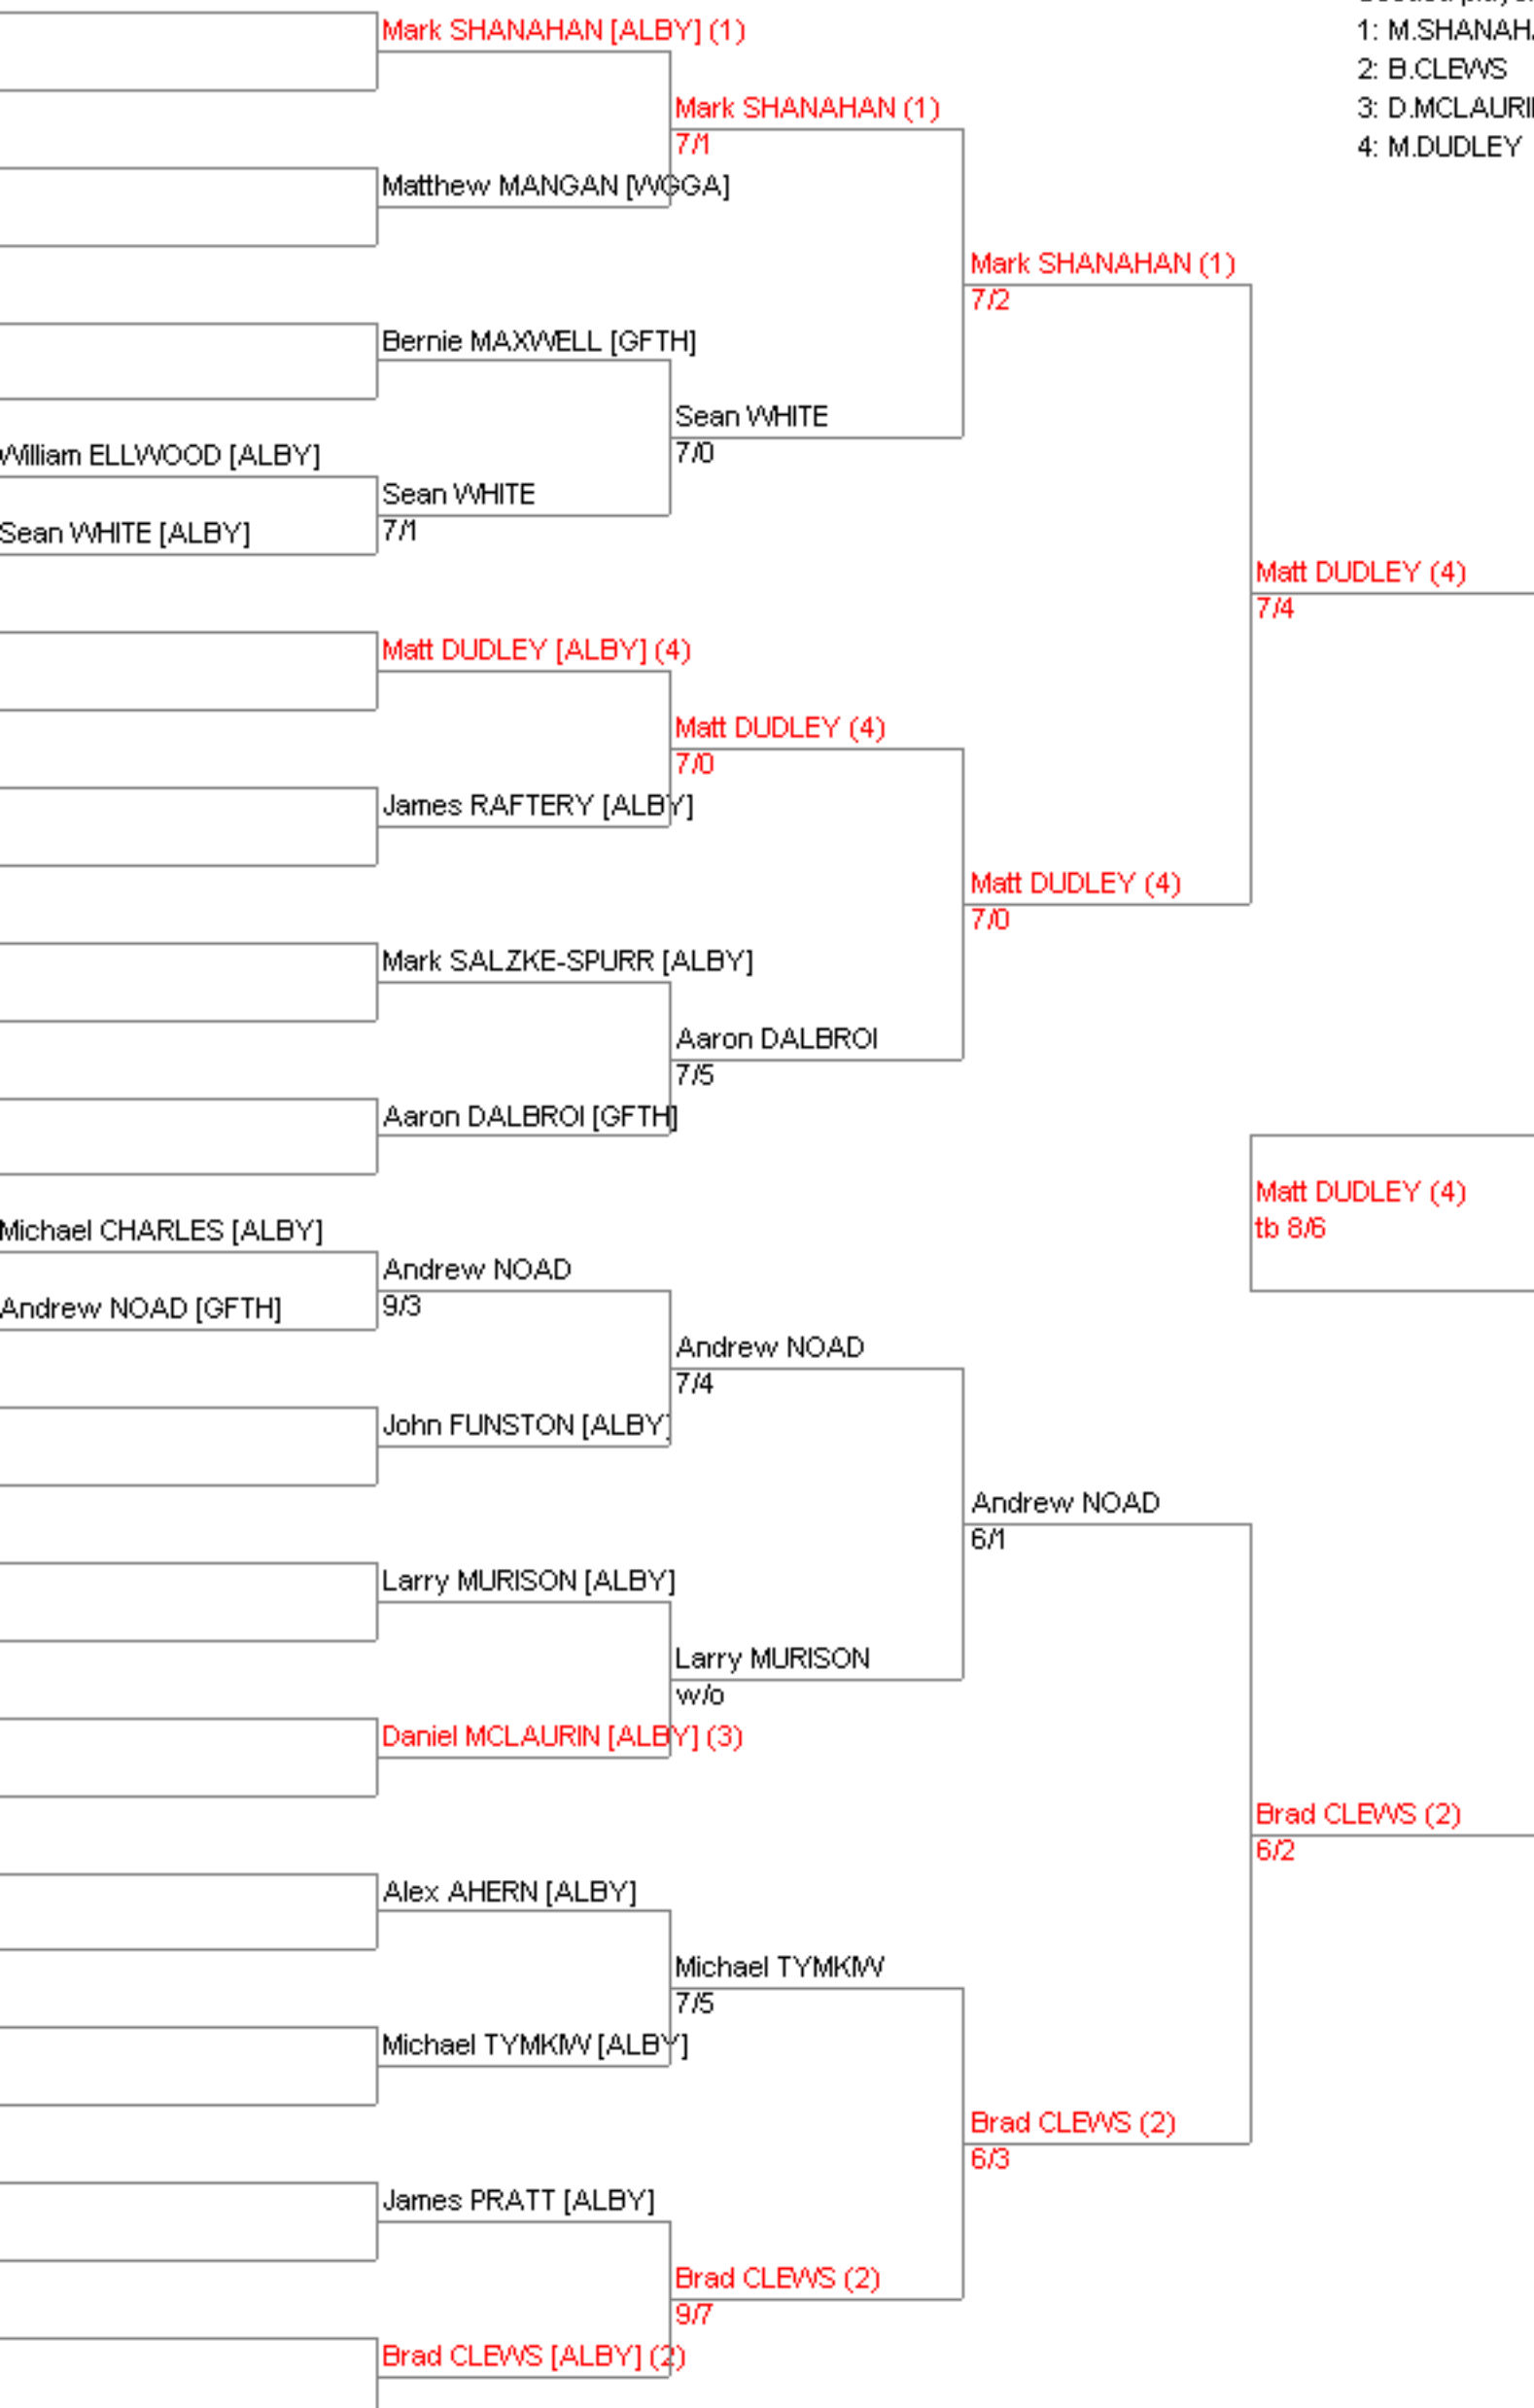 1: M.SHANAH
2: B.CLEWS
3: D.MCLAURI
4: M.DUDLEY
Mark SHANAHAN [ALBY] (1)
Mark SHANAHAN (1)
7/1
Matthew MANGAN [WGGA]
Mark SHANAHAN (1)
7/2
Bernie MAXWELL [GFTH]
Sean WHITE
7/0
William ELLWOOD [ALBY]
Sean WHITE
7/1
Sean WHITE [ALBY]
Matt DUDLEY (4)
7/4
Matt DUDLEY [ALBY] (4)
Matt DUDLEY (4)
7/0
James RAFTERY [ALBY]
Matt DUDLEY (4)
7/0
Mark SALZKE-SPURR [ALBY]
Aaron DALBROI
7/5
Aaron DALBROI [GFTH]
Matt DUDLEY (4)
tb 8/6
Michael CHARLES [ALBY]
Andrew NOAD
9/3
Andrew NOAD [GFTH]
Andrew NOAD
7/4
John FUNSTON [ALBY]
Andrew NOAD
6/1
Larry MURISON [ALBY]
Larry MURISON
w/o
Daniel MCLAURIN [ALBY] (3)
Brad CLEWS (2)
6/2
Alex AHERN [ALBY]
Michael TYMKIW
7/5
Michael TYMKIW [ALBY]
Brad CLEWS (2)
6/3
James PRATT [ALBY]
Brad CLEWS (2)
9/7
Brad CLEWS [ALBY] (2)